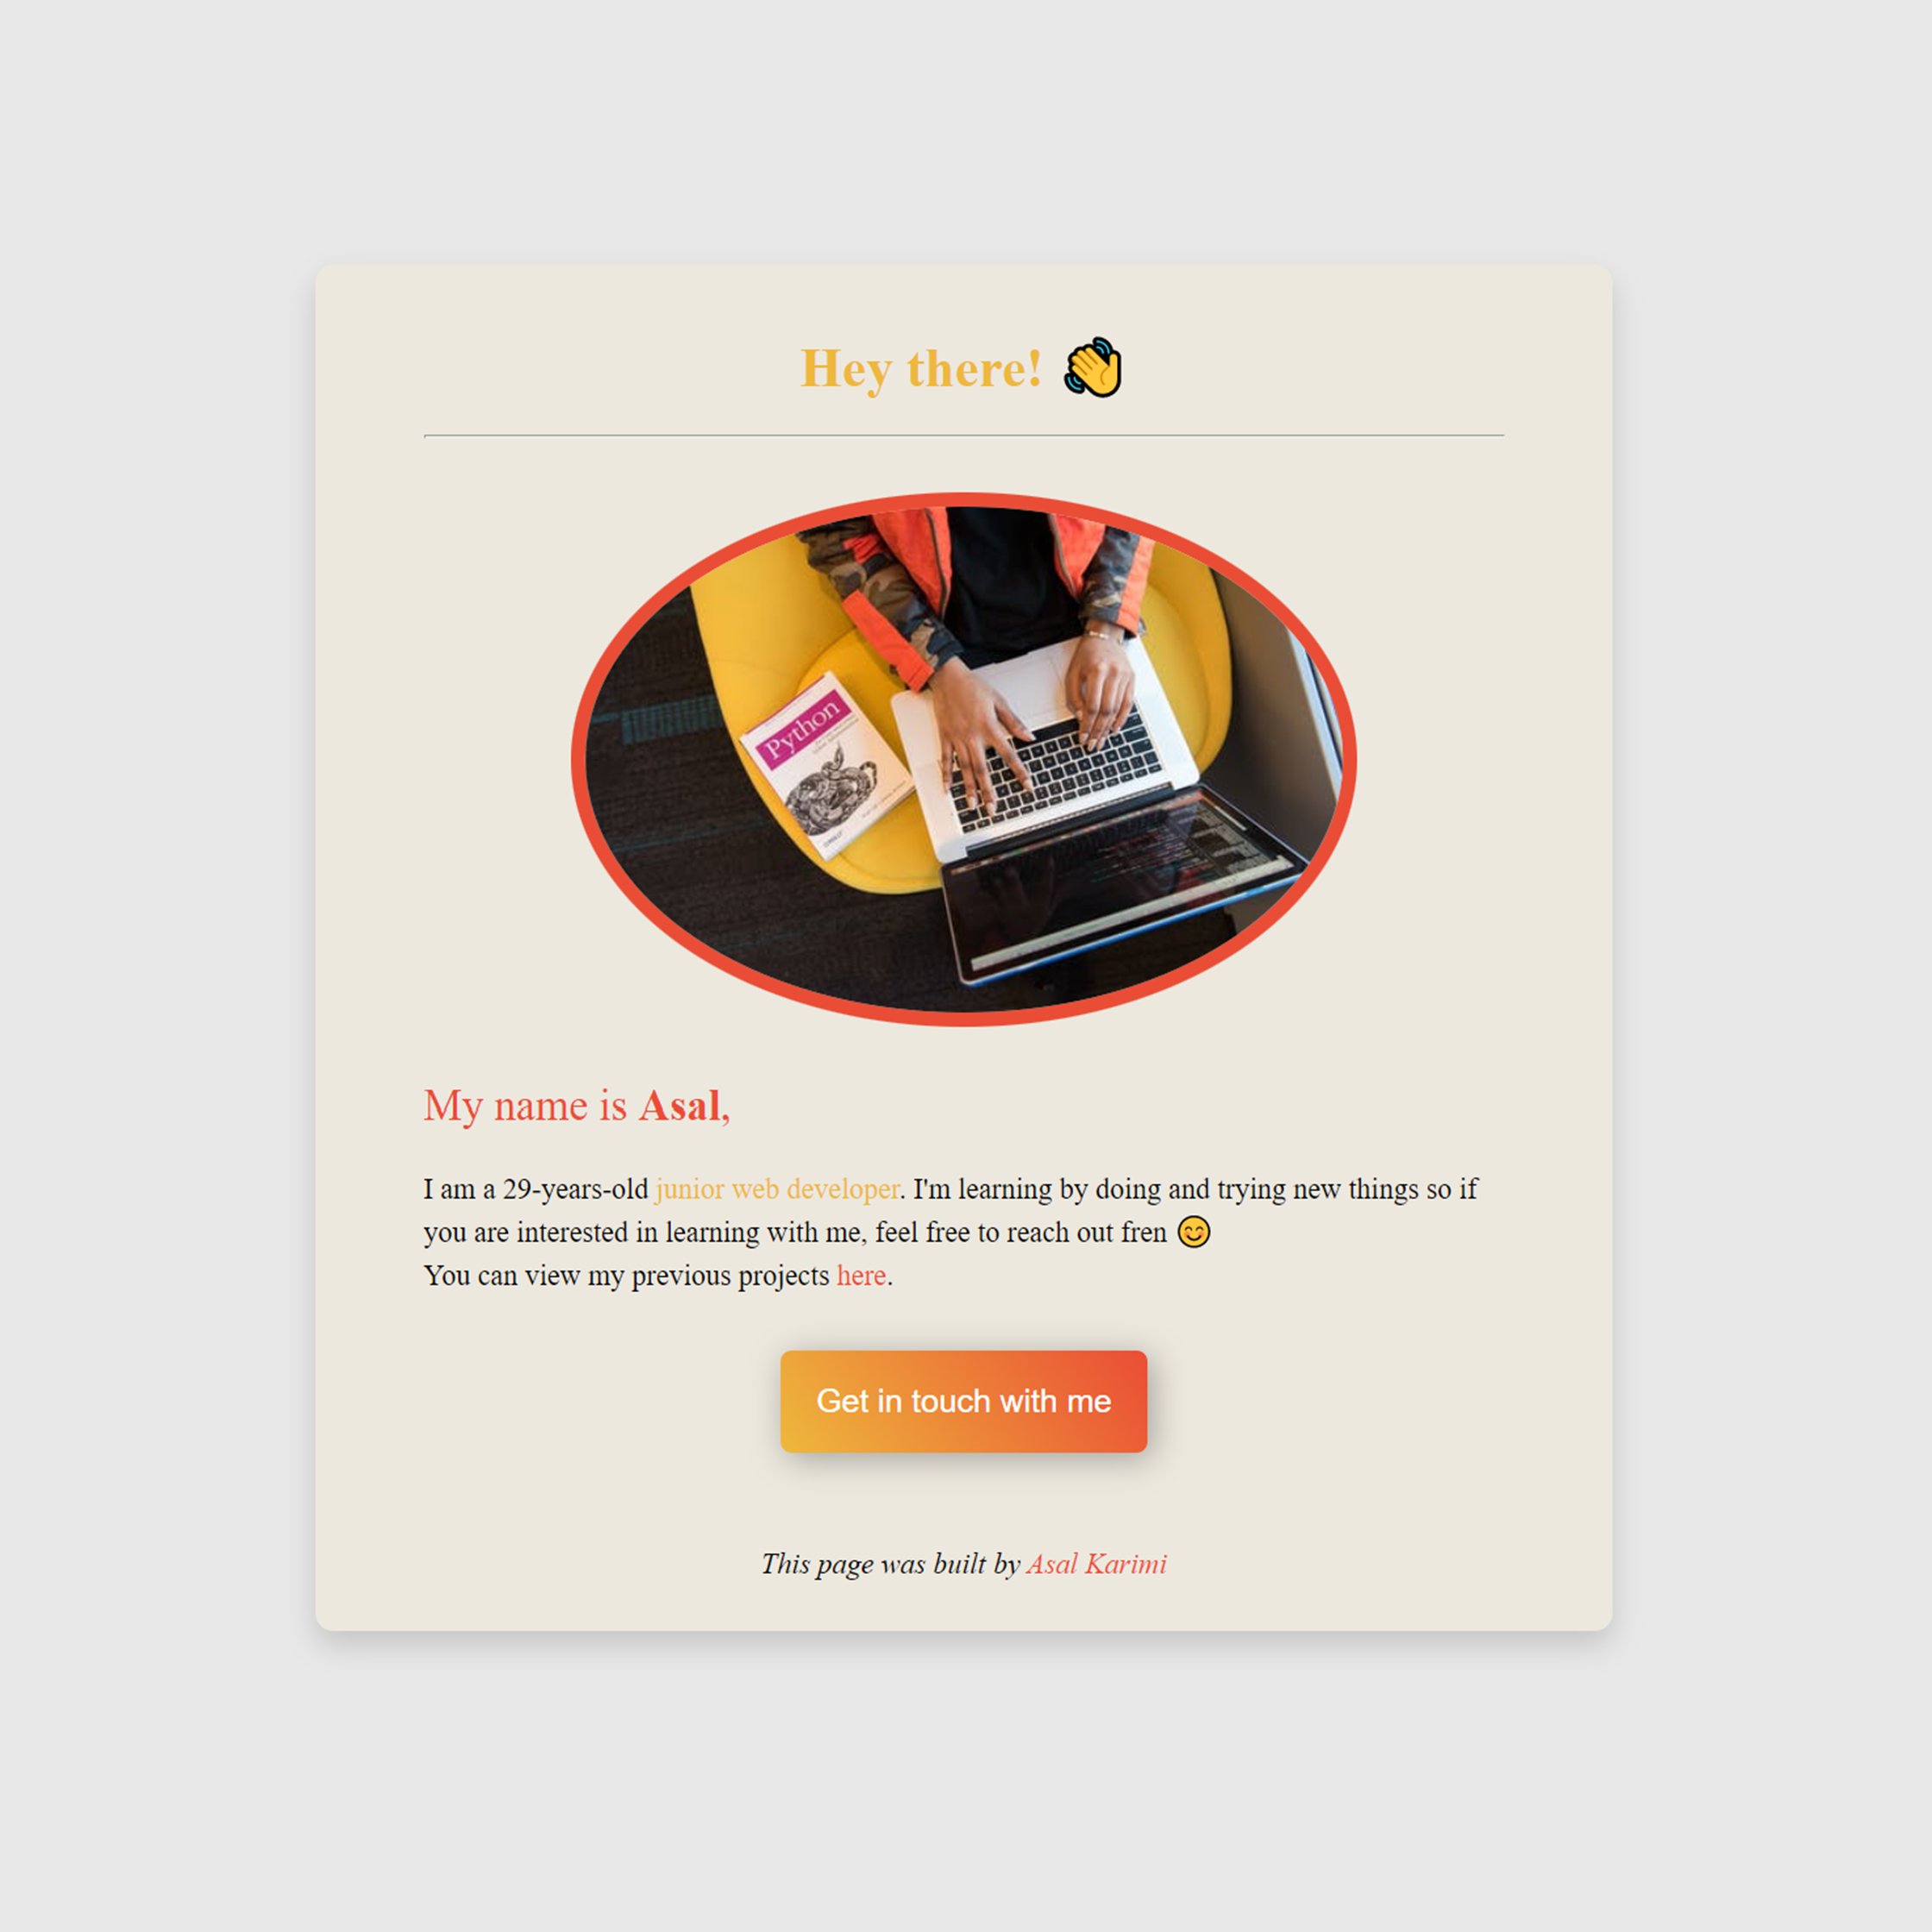 Hey there! 👋
Python
My name is Asal,
I am a 29-years-old junior web developer. I'm learning by doing and trying new things so if
you are interested in learning with me, feel free to reach out fren 😊
You can view my previous projects here.
Get in touch with me
This page was built by Asal Karimi